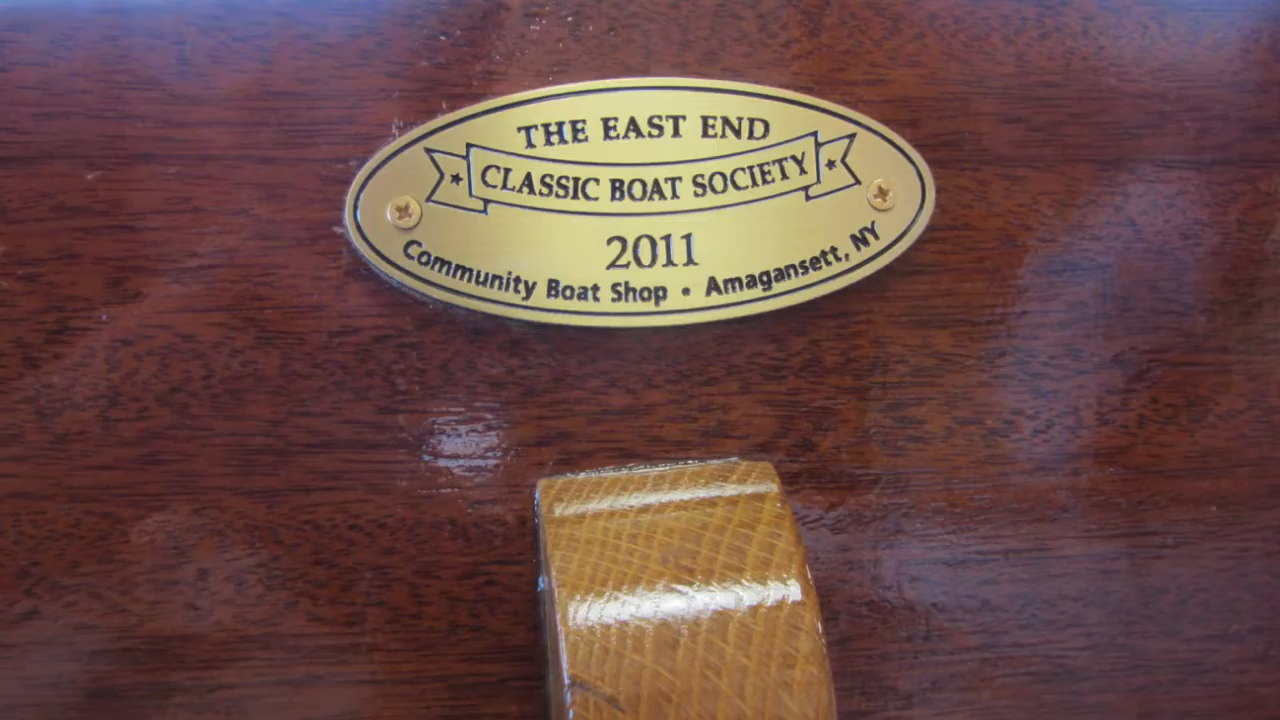 THE EAST END
CLASSIC BOAT SOCIETY
2011
Community Boat Shop • Amagansett, NY